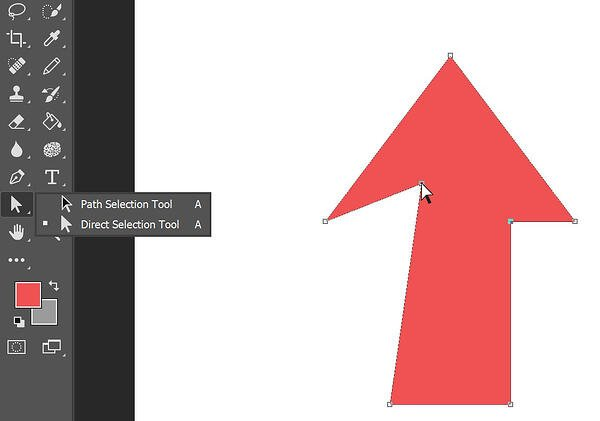 T
Path Selection Tool A
Direct Selection Tool A